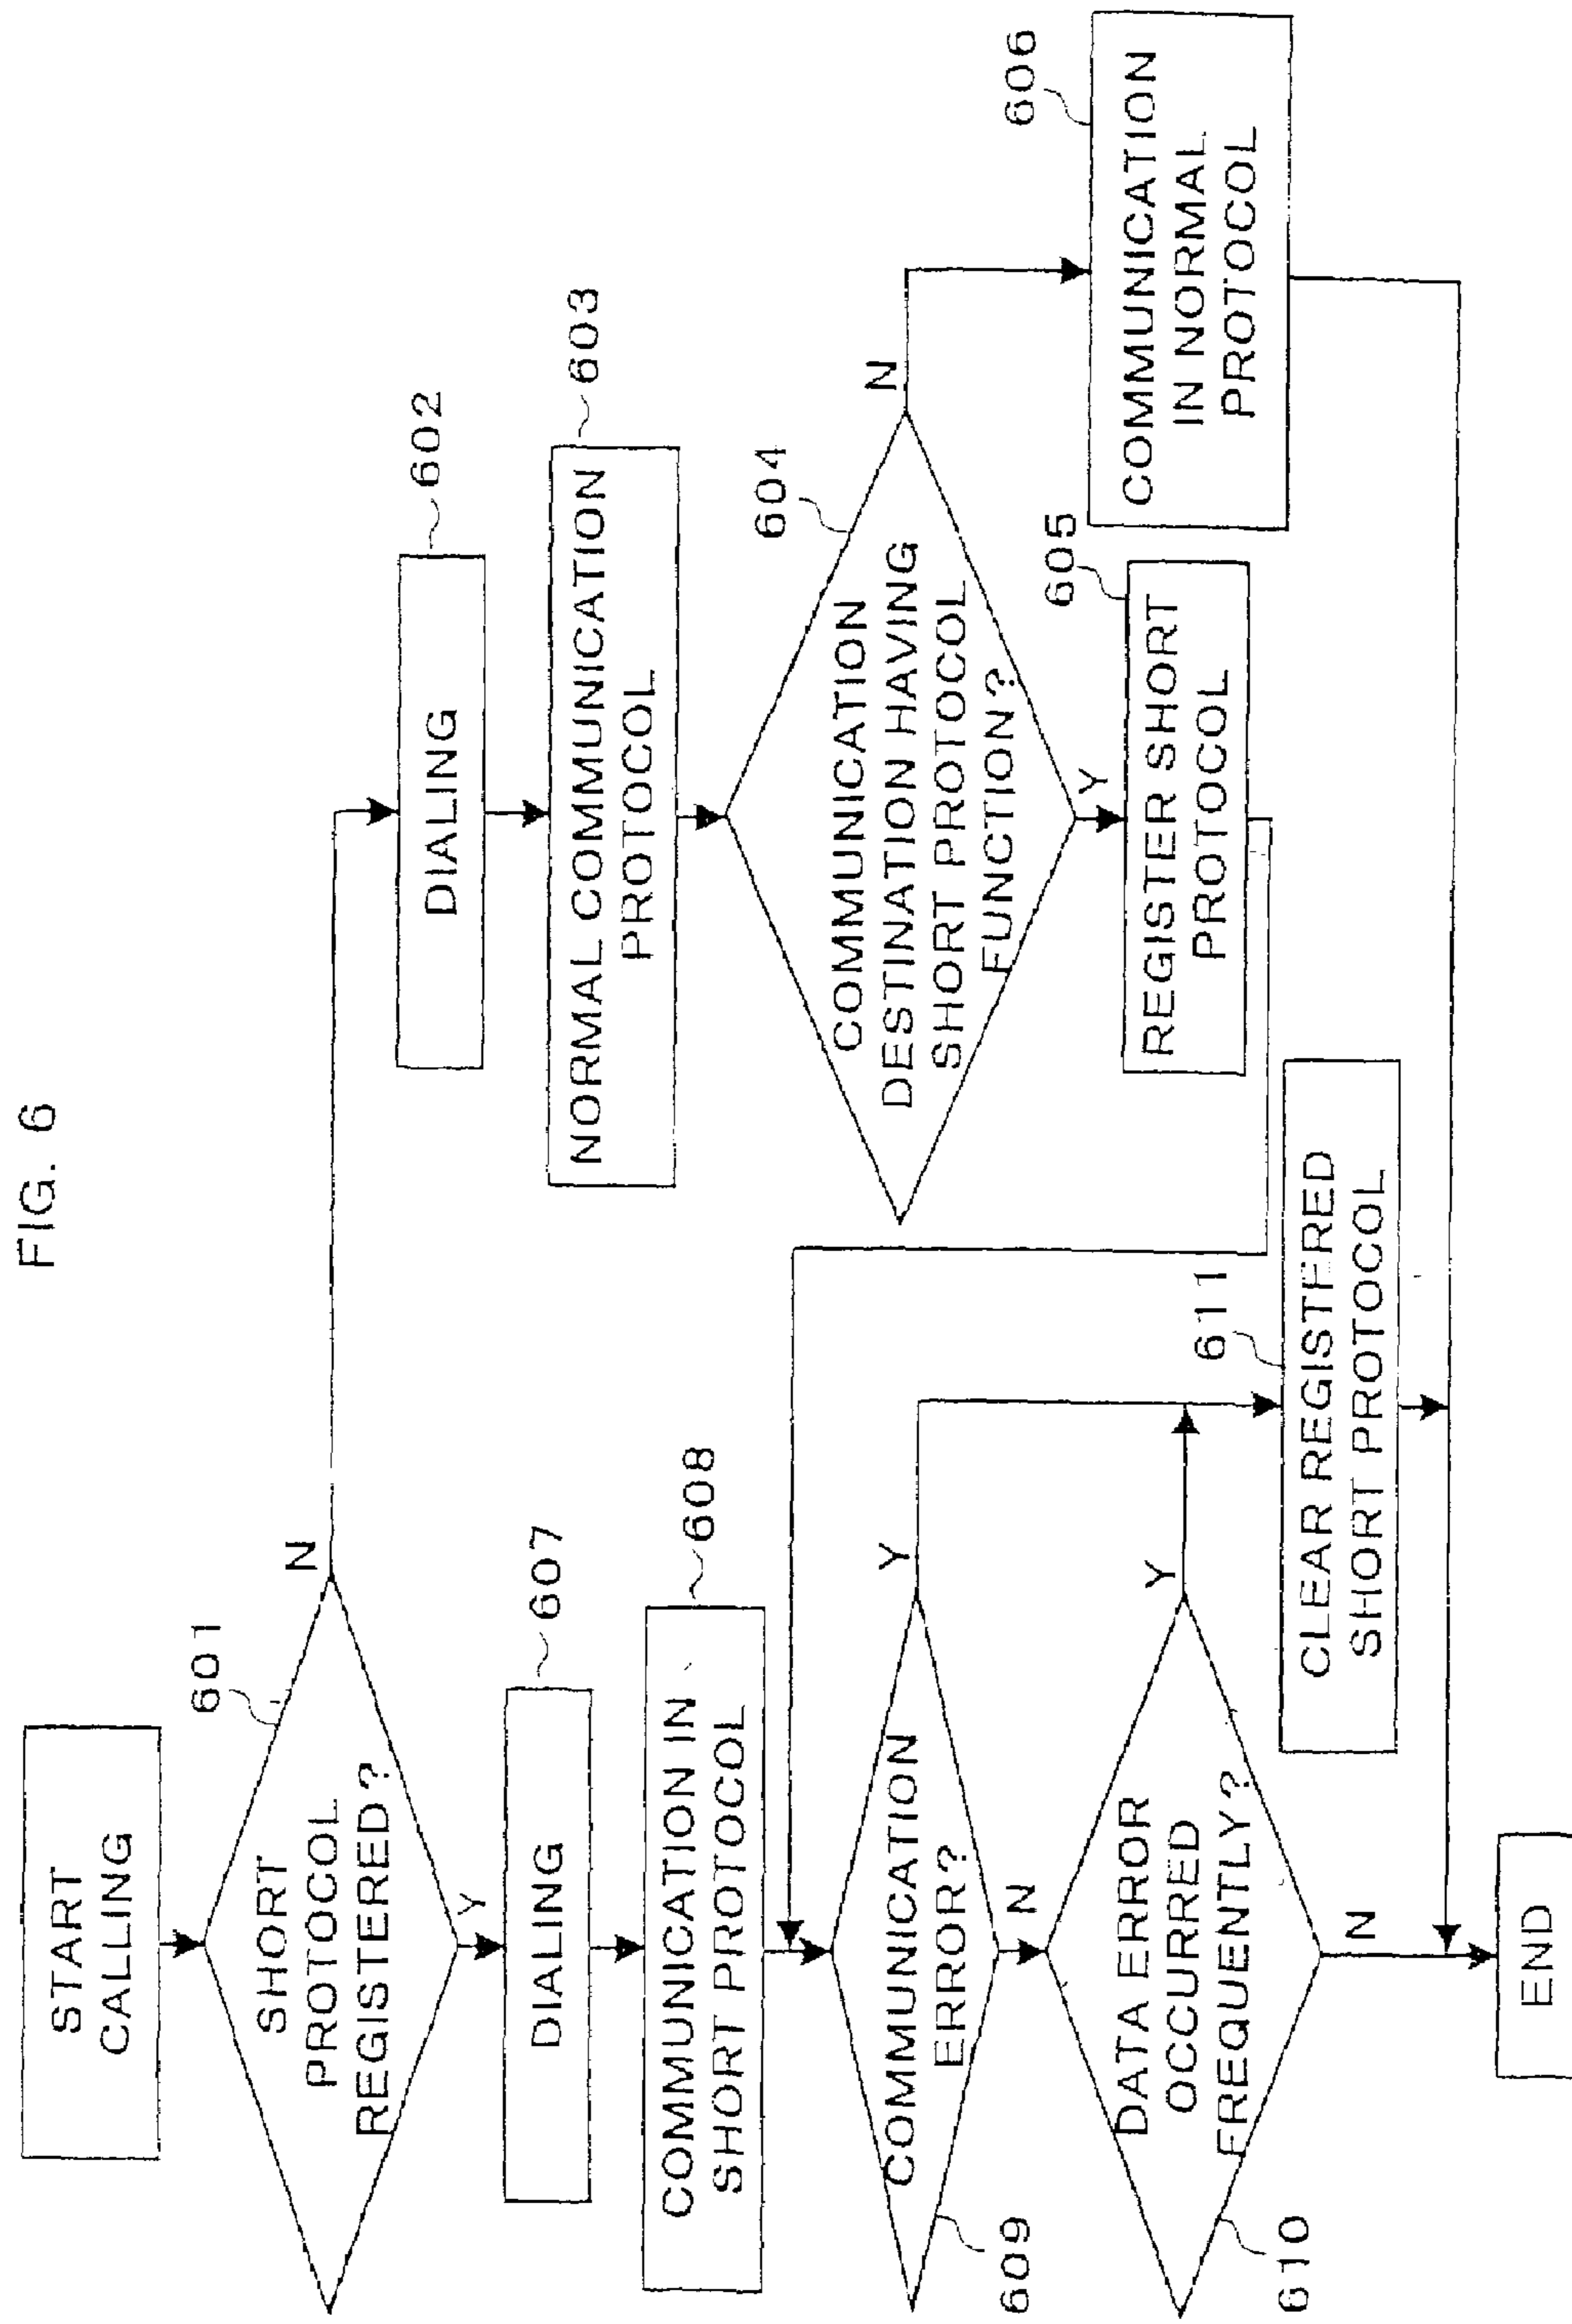 FIG. 6
START
CALLING
601
SHORT
PROTOCOL
REGISTERED?
N
Y
602
DIALING
603
NORMAL COMMUNICATION
PROTOCOL
604
COMMUNICATION
DESTINATION HAVING
SHORT PROTOCOL
FUNCTION?
N
Y
605
REGISTER SHORT
PROTOCOL
606
COMMUNICATION
IN NORMAL
PROTOCOL
607
DIALING
608
COMMUNICATION IN
SHORT PROTOCOL
COMMUNICATION
ERROR?
609
Y
N
DATA ERROR
OCCURRED
FREQUENTLY?
610
Y
N
611
CLEAR REGISTERED
SHORT PROTOCOL
END